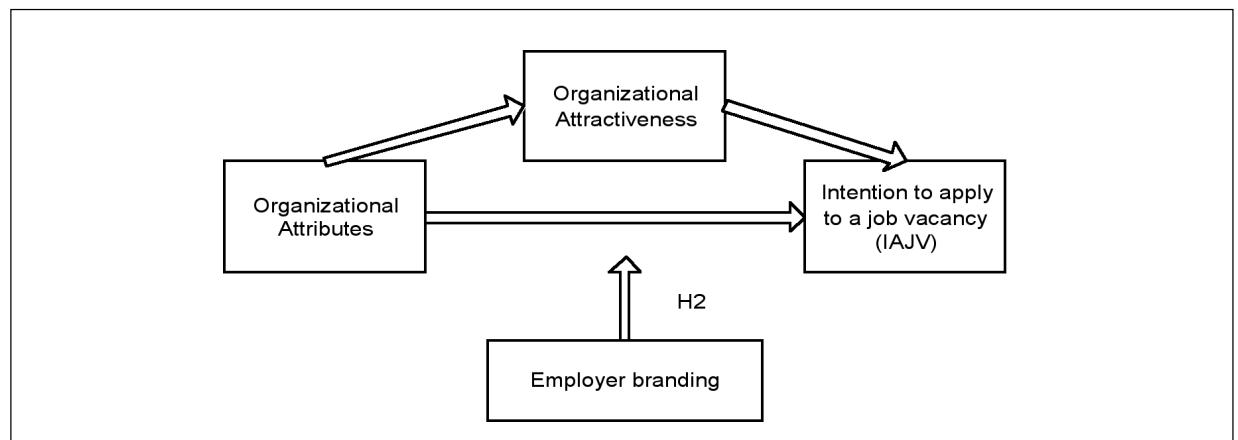 Organizational
Attractiveness
Organizational
Attributes
Intention to apply
to a job vacancy
(IAJV)
H2
Employer branding